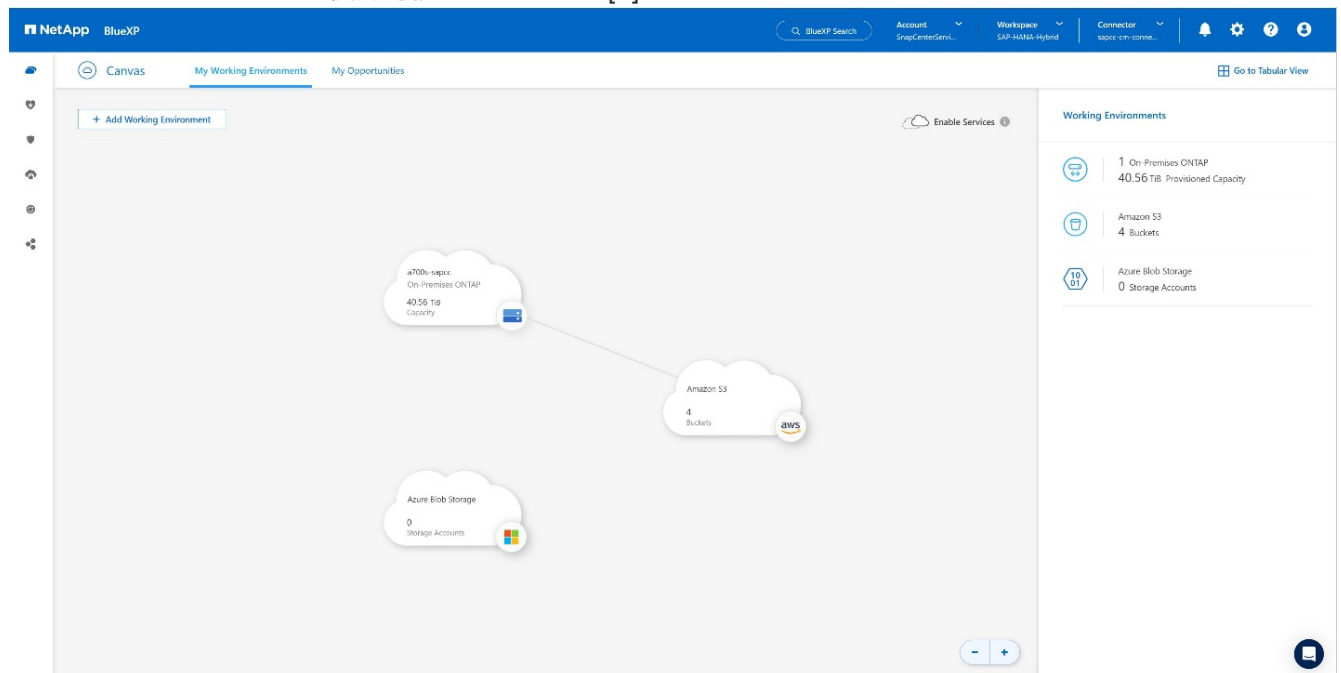 NetApp BlueXP
BlueXP Search
Account
SnapCenterServi...
Workspace
SAP-HANA-Hybrid
Connector
sapcc-cm-conne...
Canvas
My Working Environments
My Opportunities
Go to Tabular View
+ Add Working Environment
Enable Services
Working Environments
1 On-Premises ONTAP
40.56 TiB Provisioned Capacity
Amazon S3
4 Buckets
Azure Blob Storage
0 Storage Accounts
a700s-sapcc
On-Premises ONTAP
40.56 TiB
Capacity
Amazon S3
4
Buckets
aws
Azure Blob Storage
0
Storage Accounts
- +